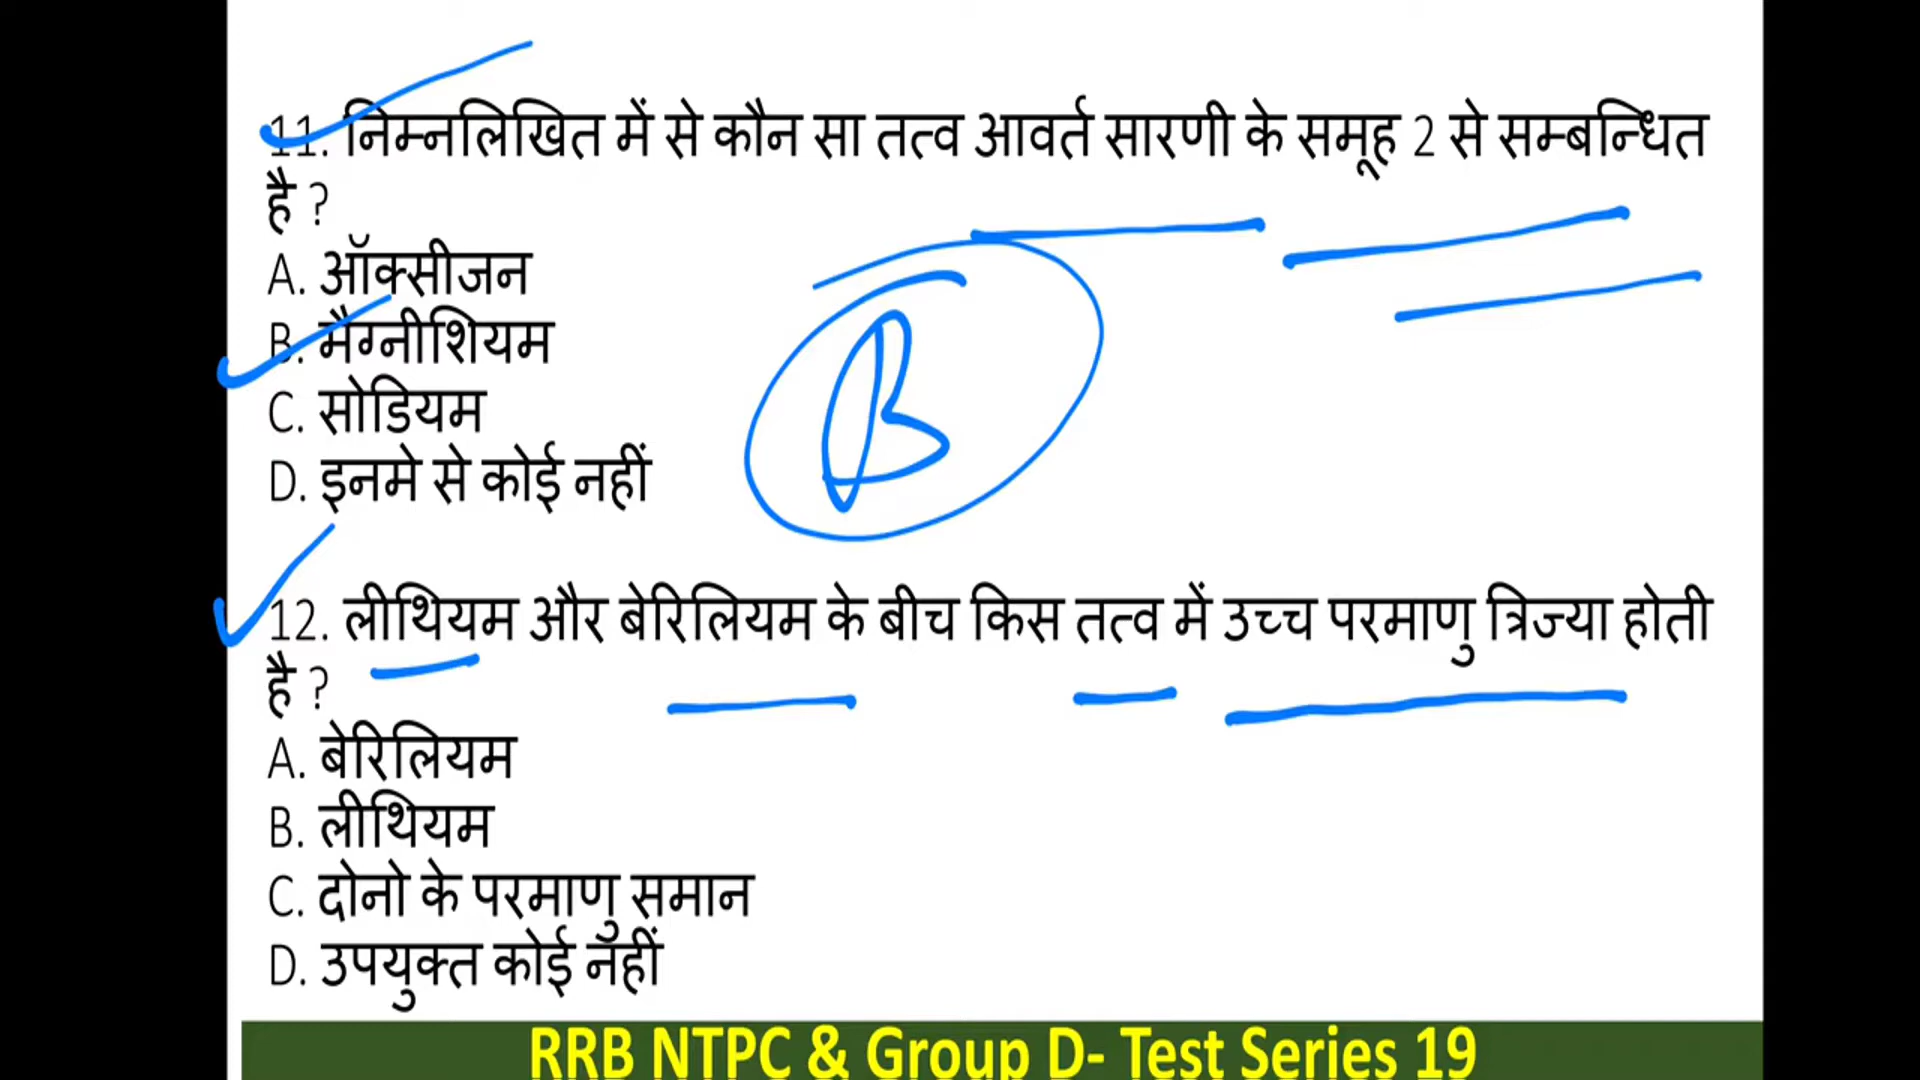 11. निम्नलिखित में से कौन सा तत्व आवर्त सारणी के समूह 2 से सम्बन्धित
है ?
A. ऑक्सीजन
B. मैग्नीशियम
C. सोडियम
D. इनमे से कोई नहीं
B
12. लीथियम और बेरिलियम के बीच किस तत्व में उच्च परमाणु त्रिज्या होती
है ?
A. बेरिलियम
B. लीथियम
C. दोनो के परमाणु समान
D. उपयुक्त कोई नहीं
RRB NTPC & Group D- Test Series 19